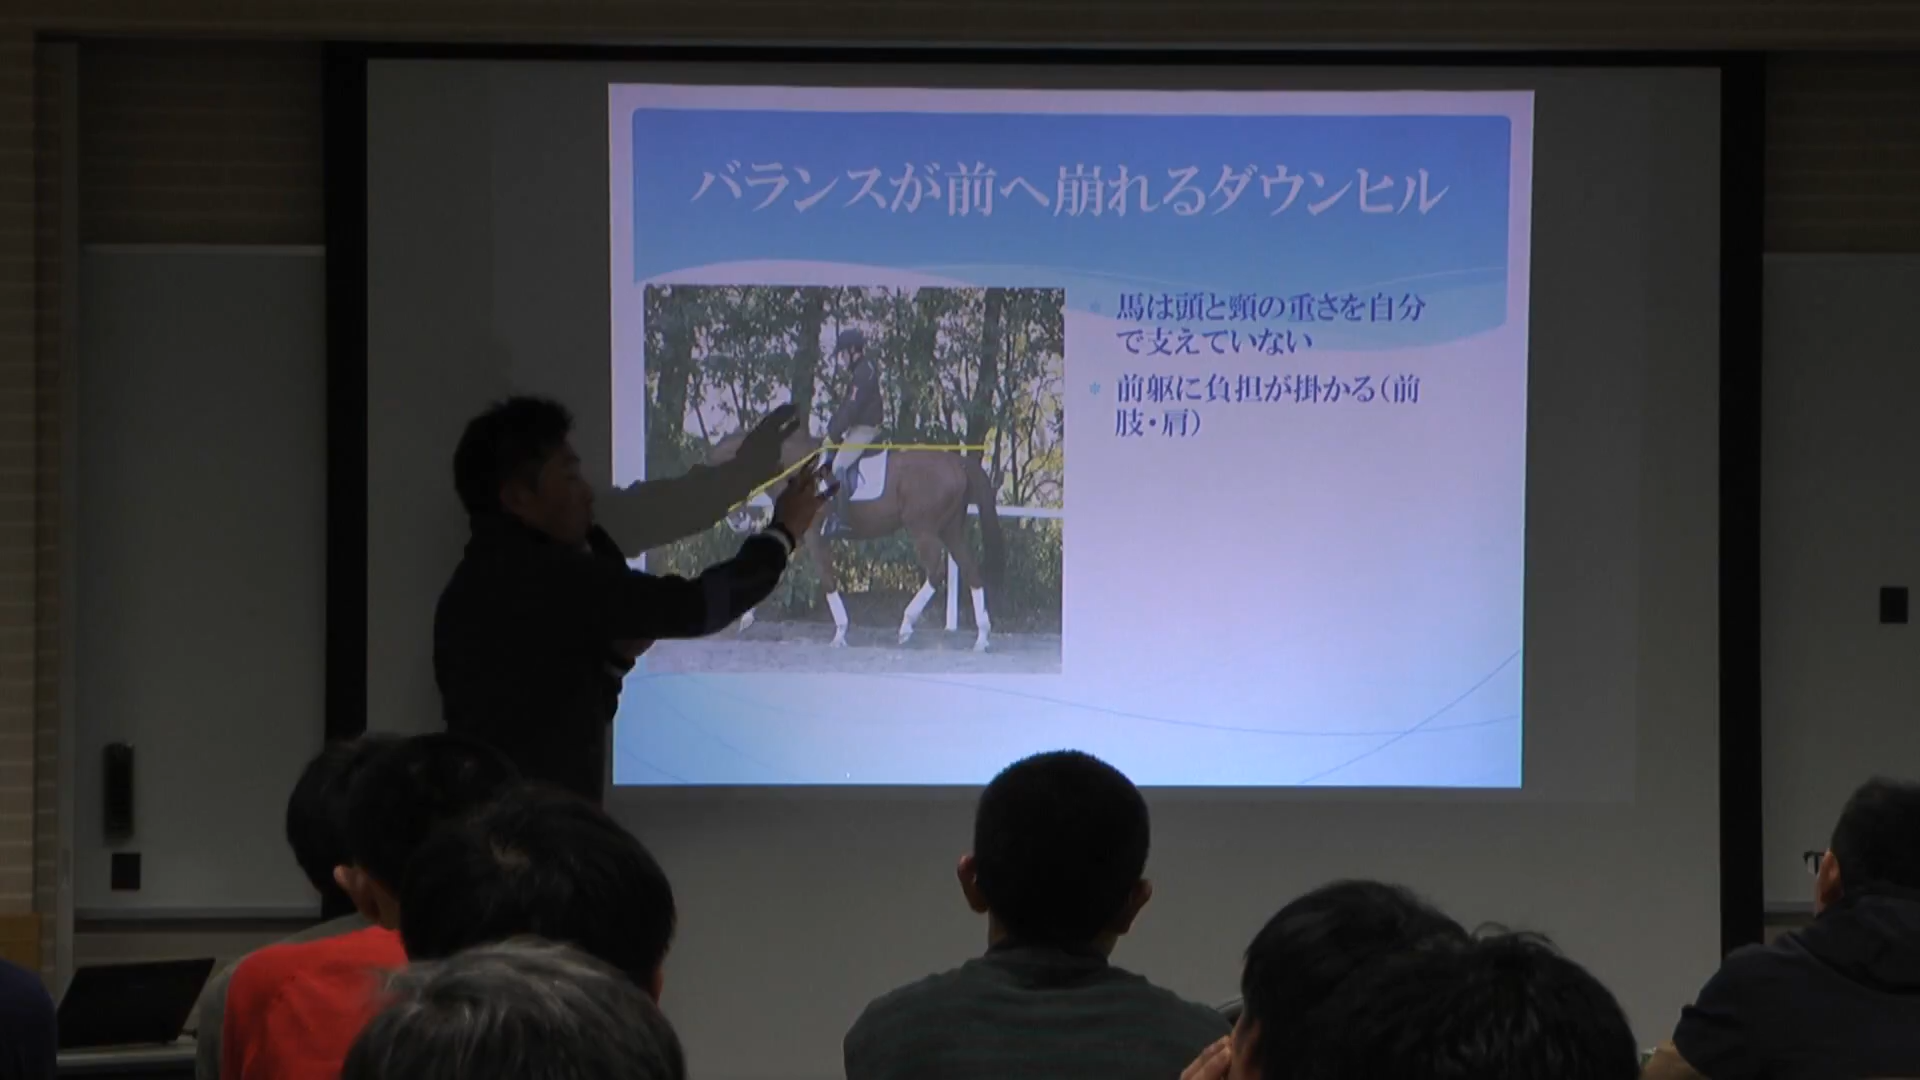 バランスが前へ崩れるダウンヒル
馬は頭と頸の重さを自分
で支えていない
前躯に負担が掛かる(前
肢・肩)